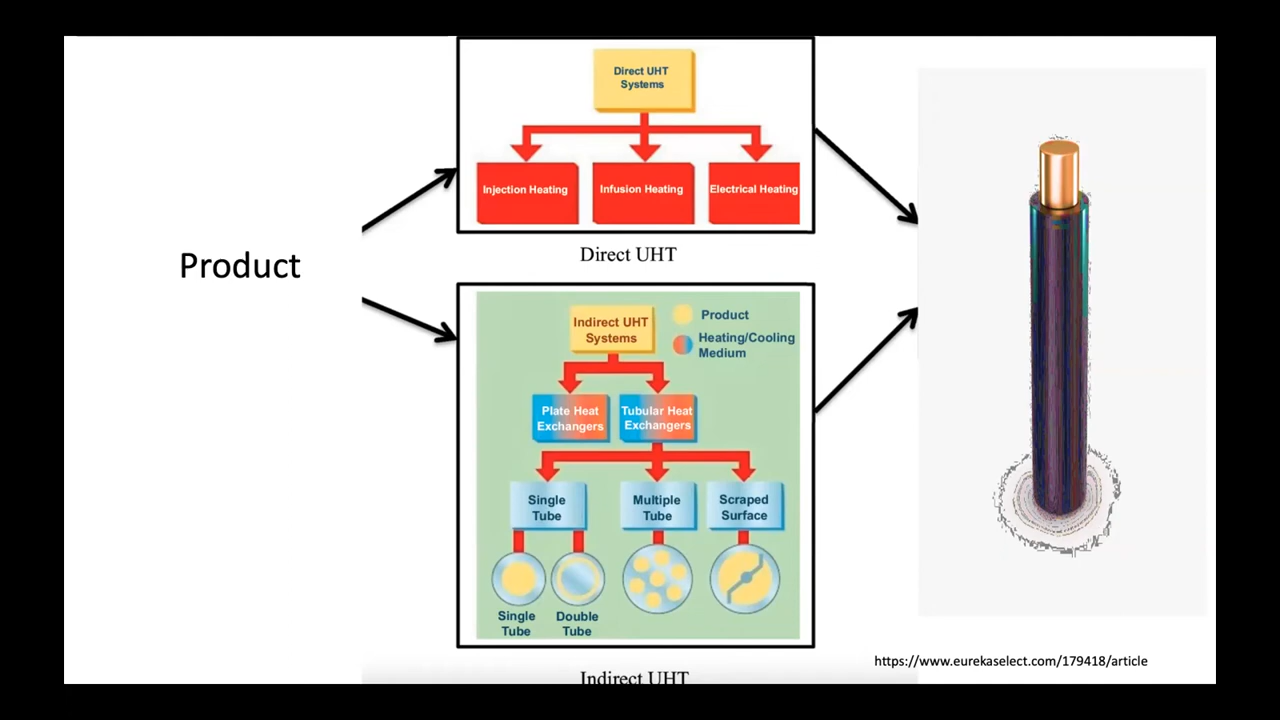 Product
Direct UHT
Systems
Injection Heating
Infusion Heating
Electrical Heating
Direct UHT
Indirect UHT
Systems
Product
Heating/Cooling
Medium
Plate Heat
Exchangers
Tubular Heat
Exchangers
Single
Tube
Multiple
Tube
Scraped
Surface
Single
Tube
Double
Tube
Indirect UHT
https://www.eurekaselect.com/179418/article